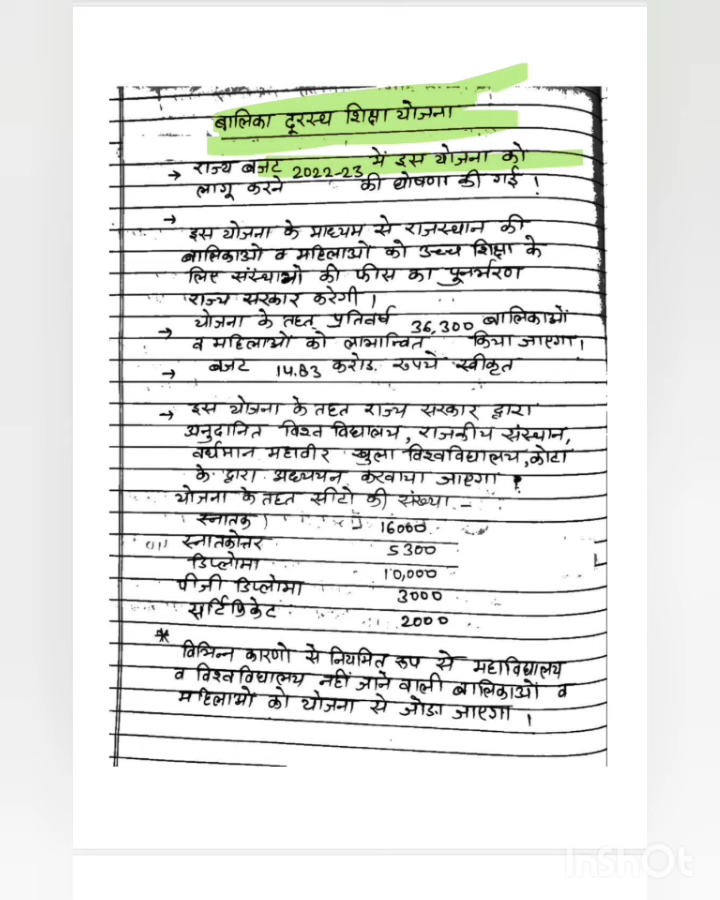 बालिका दूरस्थ शिक्षा योजना
→ राज्य बजट 2022-23 में इस योजना को
लागू करने की घोषणा की गई !
→
इस योजना के माध्यम से राजस्थान की
बालिकाओं व महिलाओं को उच्च शिक्षा के
लिए संस्थाओं की फीस का पुनर्भरण
राज्य सरकार करेगी ।
→ योजना के तहत प्रतिवर्ष 36,300 बालिकाओं
व महिलाओं को लाभान्वित किया जाएगा।
→ बजट 14.83 करोड रुपये स्वीकृत
→ इस योजना के तहत राज्य सरकार द्वारा
अनुदानित विश्व विद्यालय, राजकीय संस्थान,
वर्धमान महावीर खुला विश्वविद्यालय,कोटा
के द्वारा अध्ययन करवाया जाएगा
योजना के तहत सीटो की संख्या -
स्नातक 16000
स्नातकोत्तर 5300
डिप्लोमा 10,000
पीजी डिप्लोमा 3000
सर्टिफिकेट 2000
* विभिन्न कारणो से नियमित रूप से महाविद्यालय
व विश्व विद्यालय नहीं जाने वाली बालिकाओं व
महिलाओं को योजना से जोडा जाएगा ।
InShOt